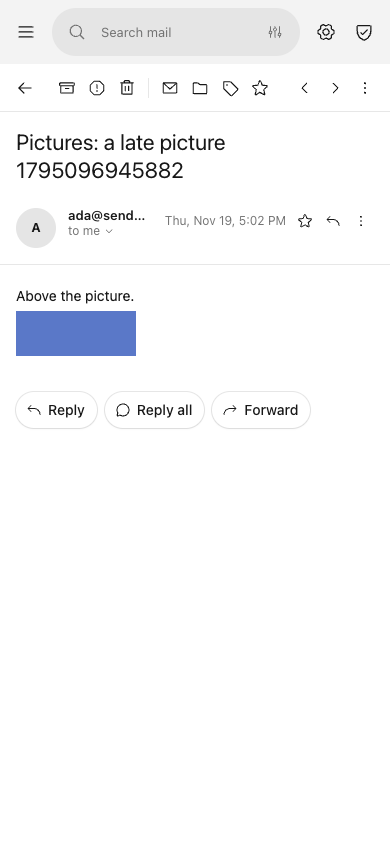 Search mail
Pictures: a late picture
1795096945882
A
ada@send...
Thu, Nov 19, 5:02 PM
to me
Above the picture.
Reply
Reply all
Forward